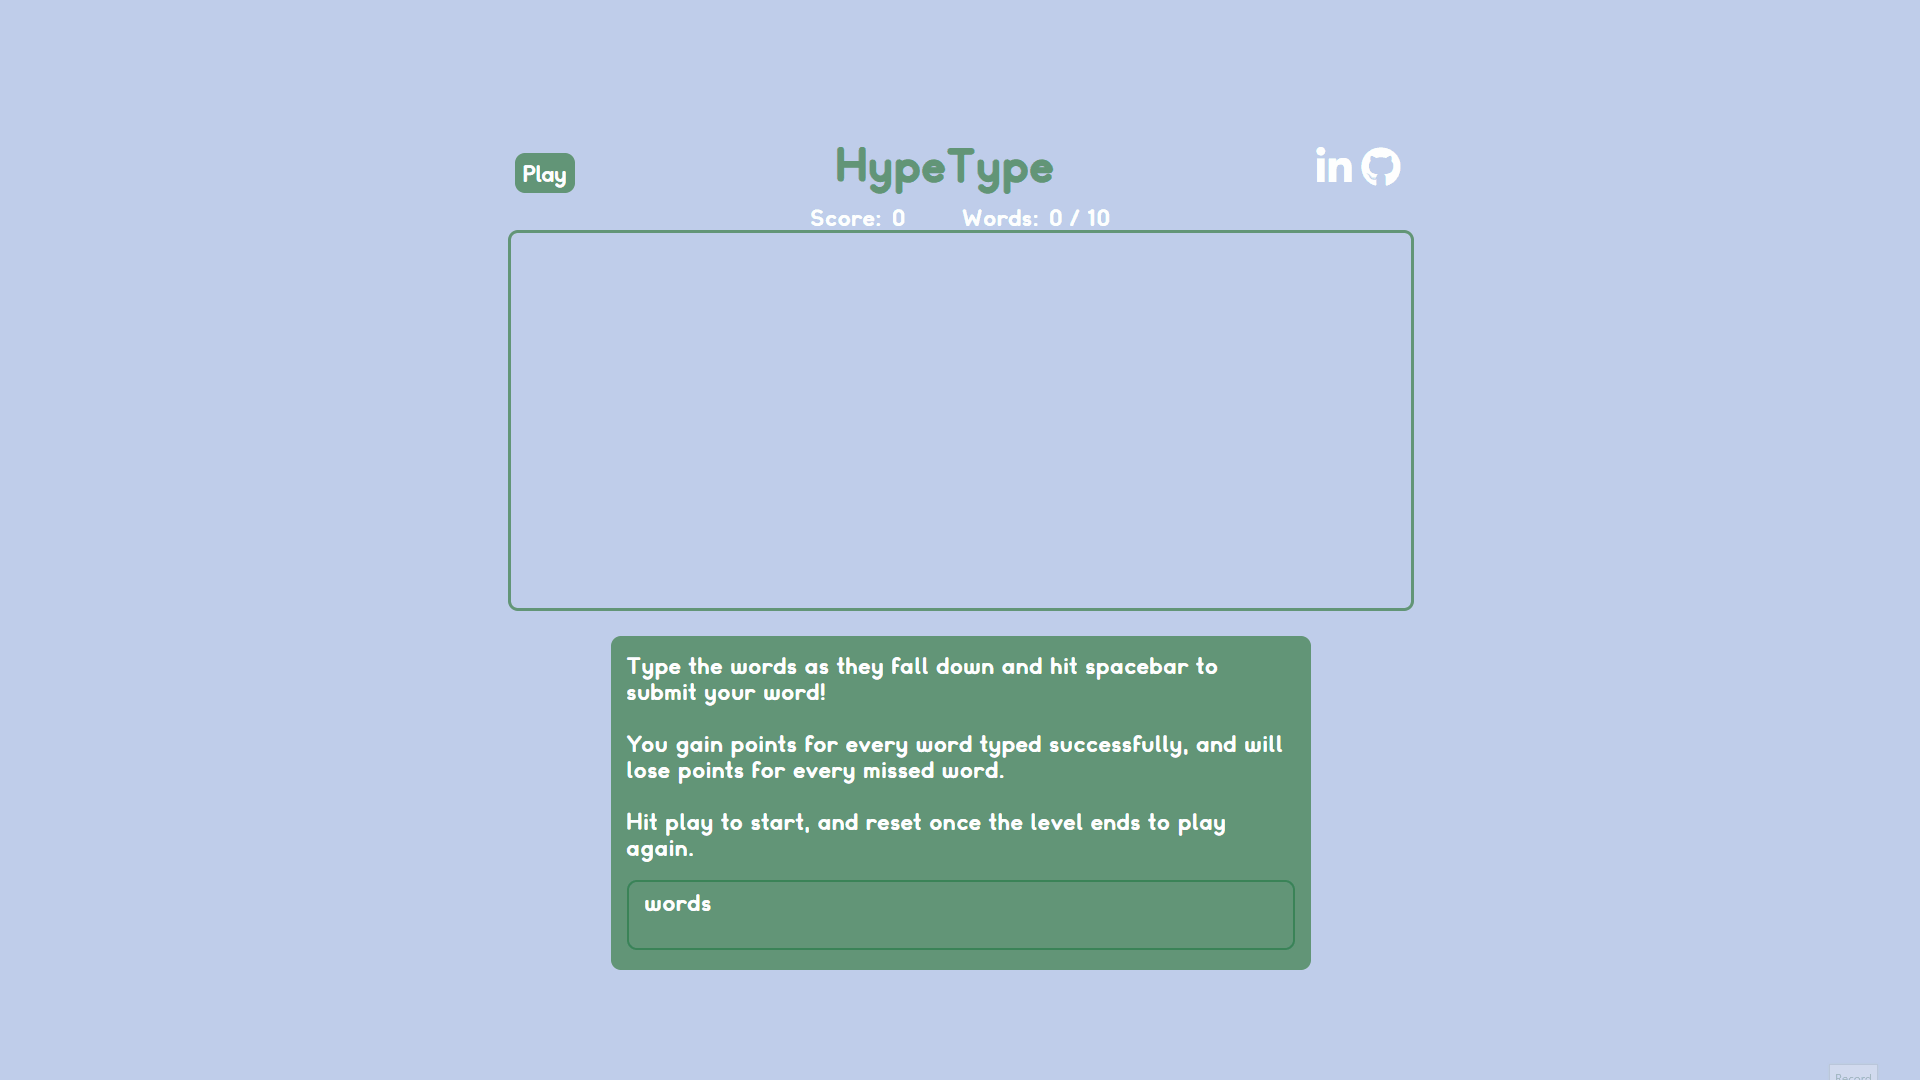 Play
HypeType
in
Score: 0 Words: 0 / 10
Type the words as they fall down and hit spacebar to
submit your word!
You gain points for every word typed successfully, and will
lose points for every missed word.
Hit play to start, and reset once the level ends to play
again.
words
Record